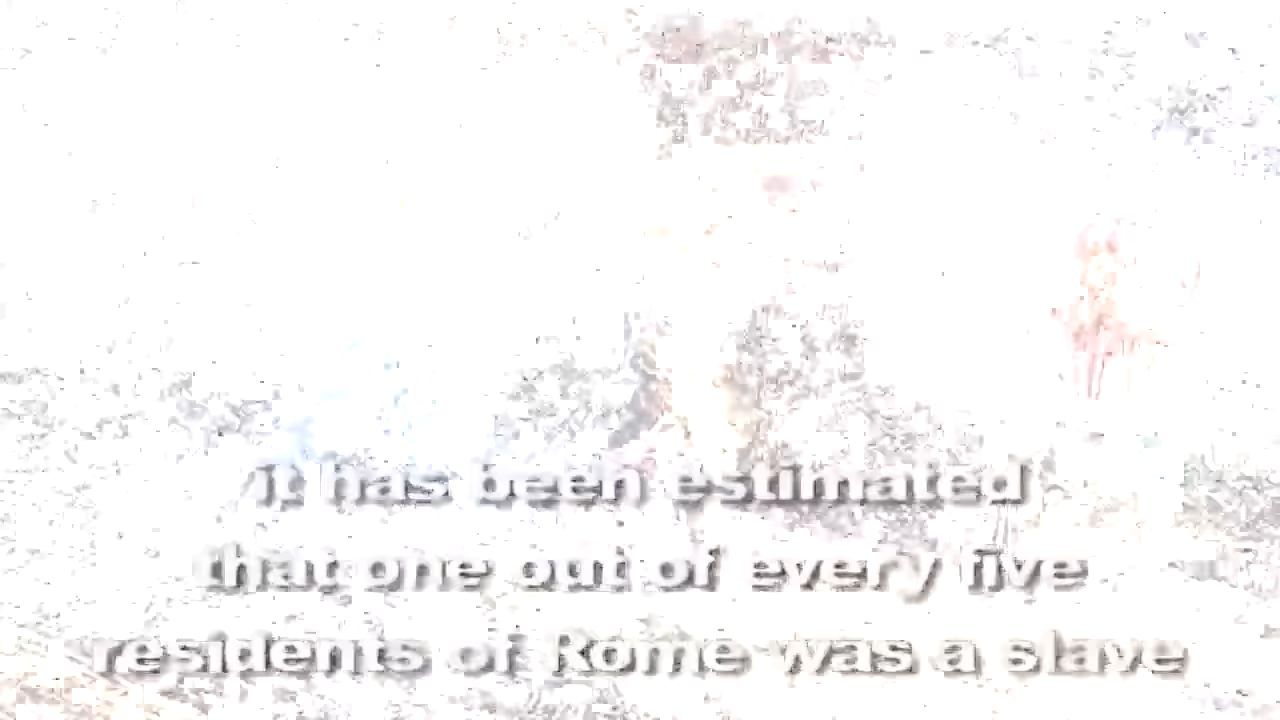 it has been estimated
that one out of every five
residents of Rome was a slave